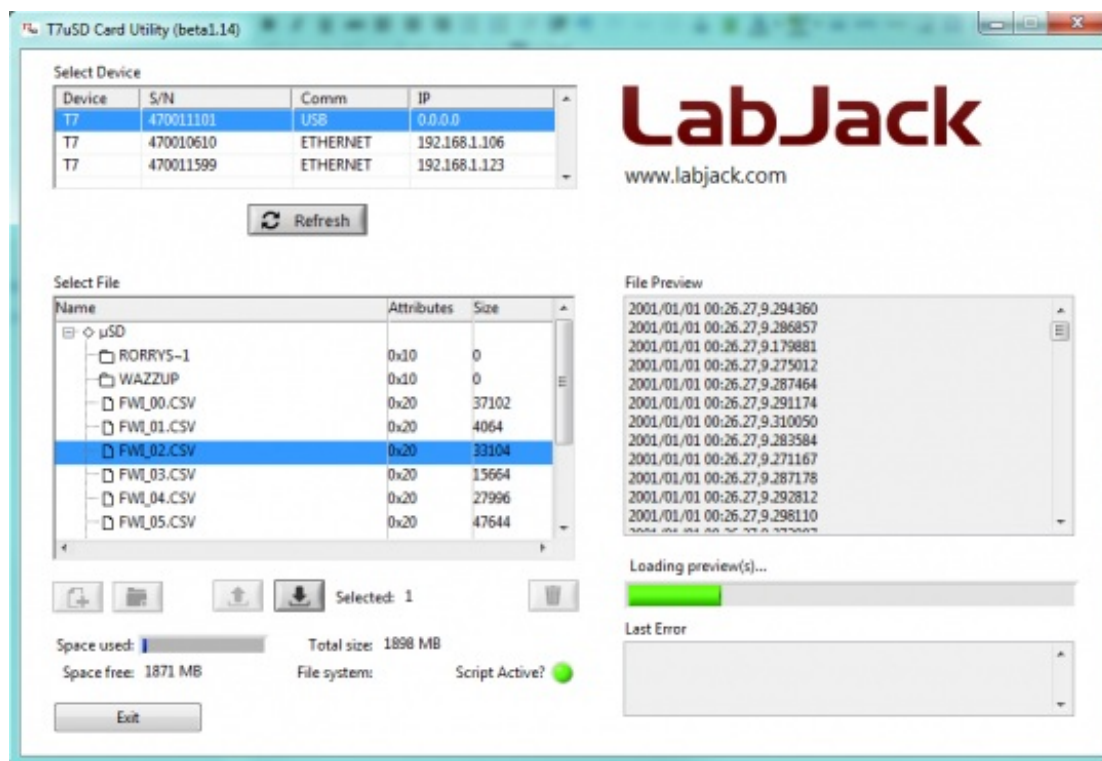 T7uSD Card Utility (beta1.14)
Select Device
Device S/N Comm IP
T7 470011101 USB 0.0.0.0
T7 470010610 ETHERNET 192.168.1.106
T7 470011599 ETHERNET 192.168.1.123
Refresh
LabJack
www.labjack.com
Select File
Name Attributes Size
µSD
RORRYS~1 0x10 0
WAZZUP 0x10 0
FWI_00.CSV 0x20 37102
FWI_01.CSV 0x20 4064
FWI_02.CSV 0x20 33104
FWI_03.CSV 0x20 15664
FWI_04.CSV 0x20 27996
FWI_05.CSV 0x20 47644
Selected: 1
Space used: Total size: 1898 MB
Space free: 1871 MB File system: Script Active?
Exit
File Preview
2001/01/01 00:26.27,9.294360
2001/01/01 00:26.27,9.286857
2001/01/01 00:26.27,9.179881
2001/01/01 00:26.27,9.275012
2001/01/01 00:26.27,9.287464
2001/01/01 00:26.27,9.291174
2001/01/01 00:26.27,9.310050
2001/01/01 00:26.27,9.283584
2001/01/01 00:26.27,9.271167
2001/01/01 00:26.27,9.287178
2001/01/01 00:26.27,9.292812
2001/01/01 00:26.27,9.298110
Loading preview(s)...
Last Error